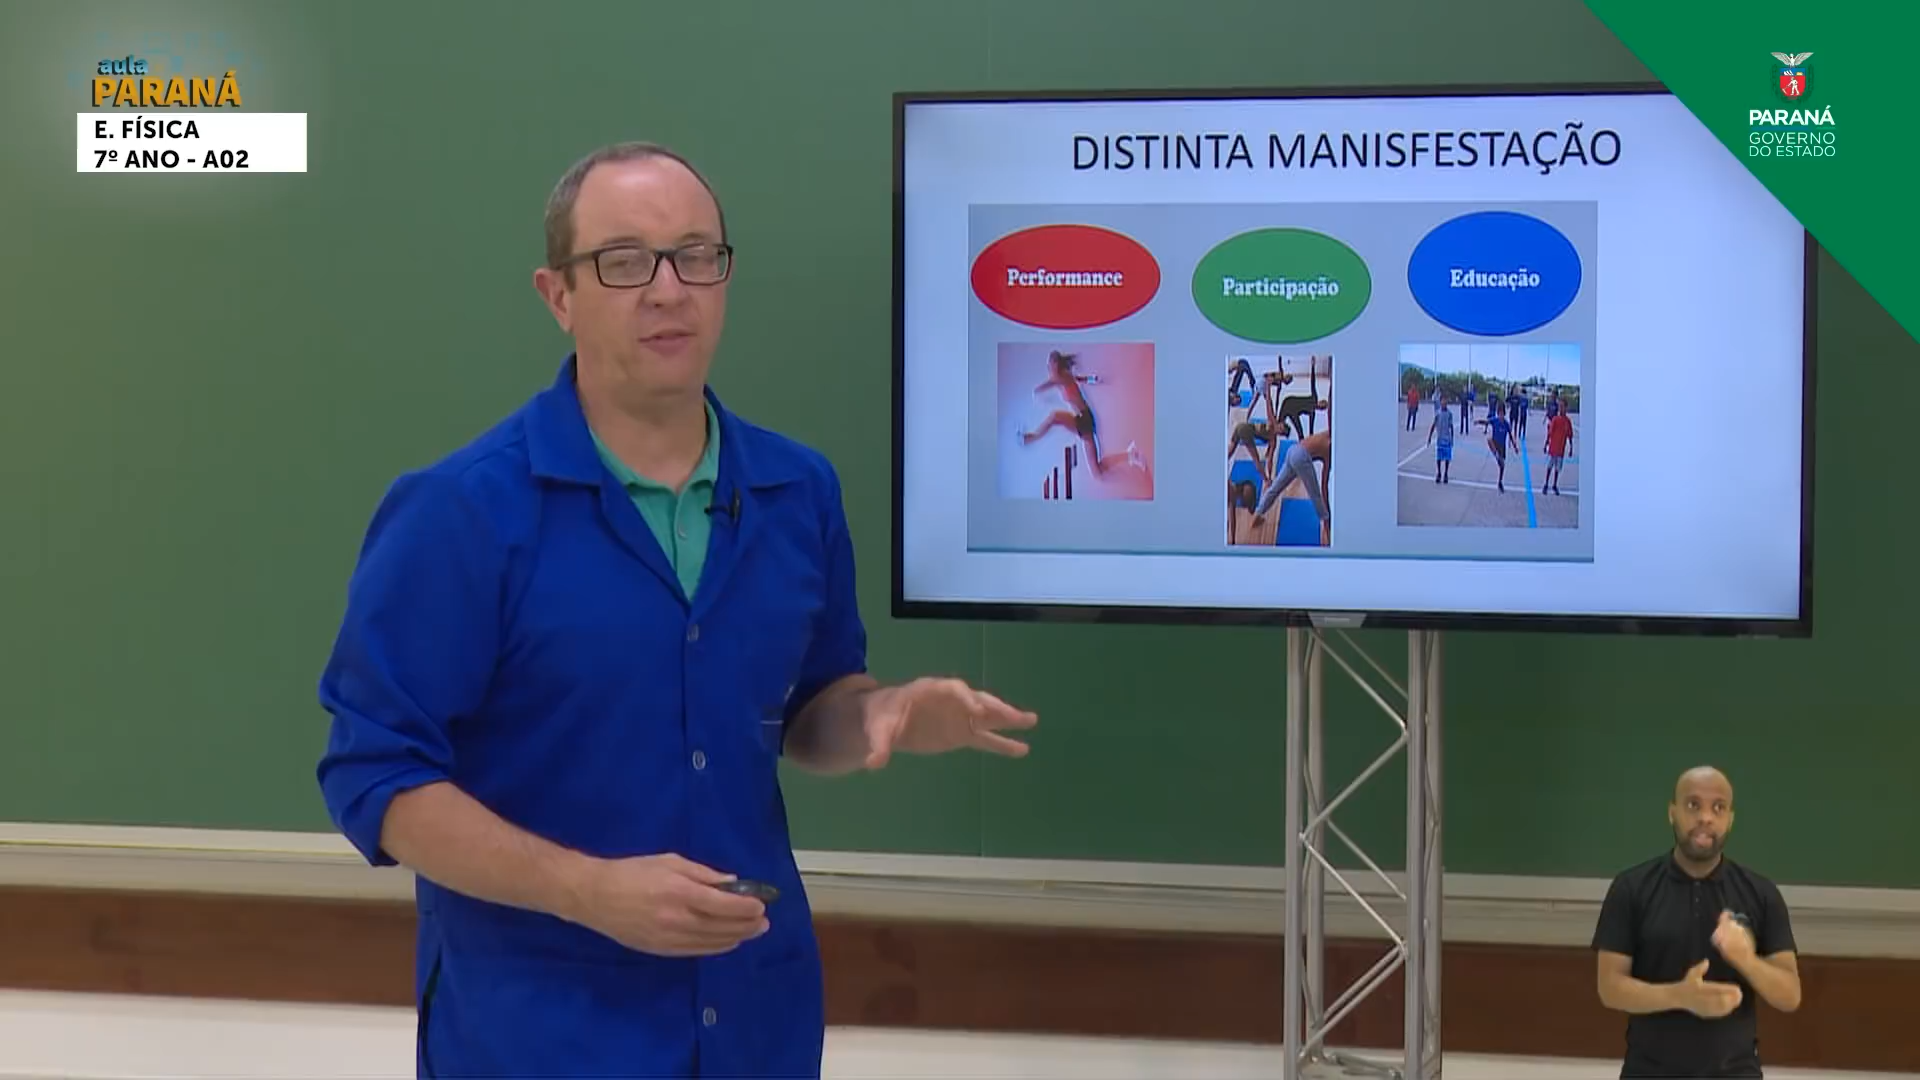 aula
PARANÁ
E. FÍSICA
7º ANO - A02
DISTINTA MANISFESTAÇÃO
Performance
Participação
Educação
PARANÁ
GOVERNO
DO ESTADO